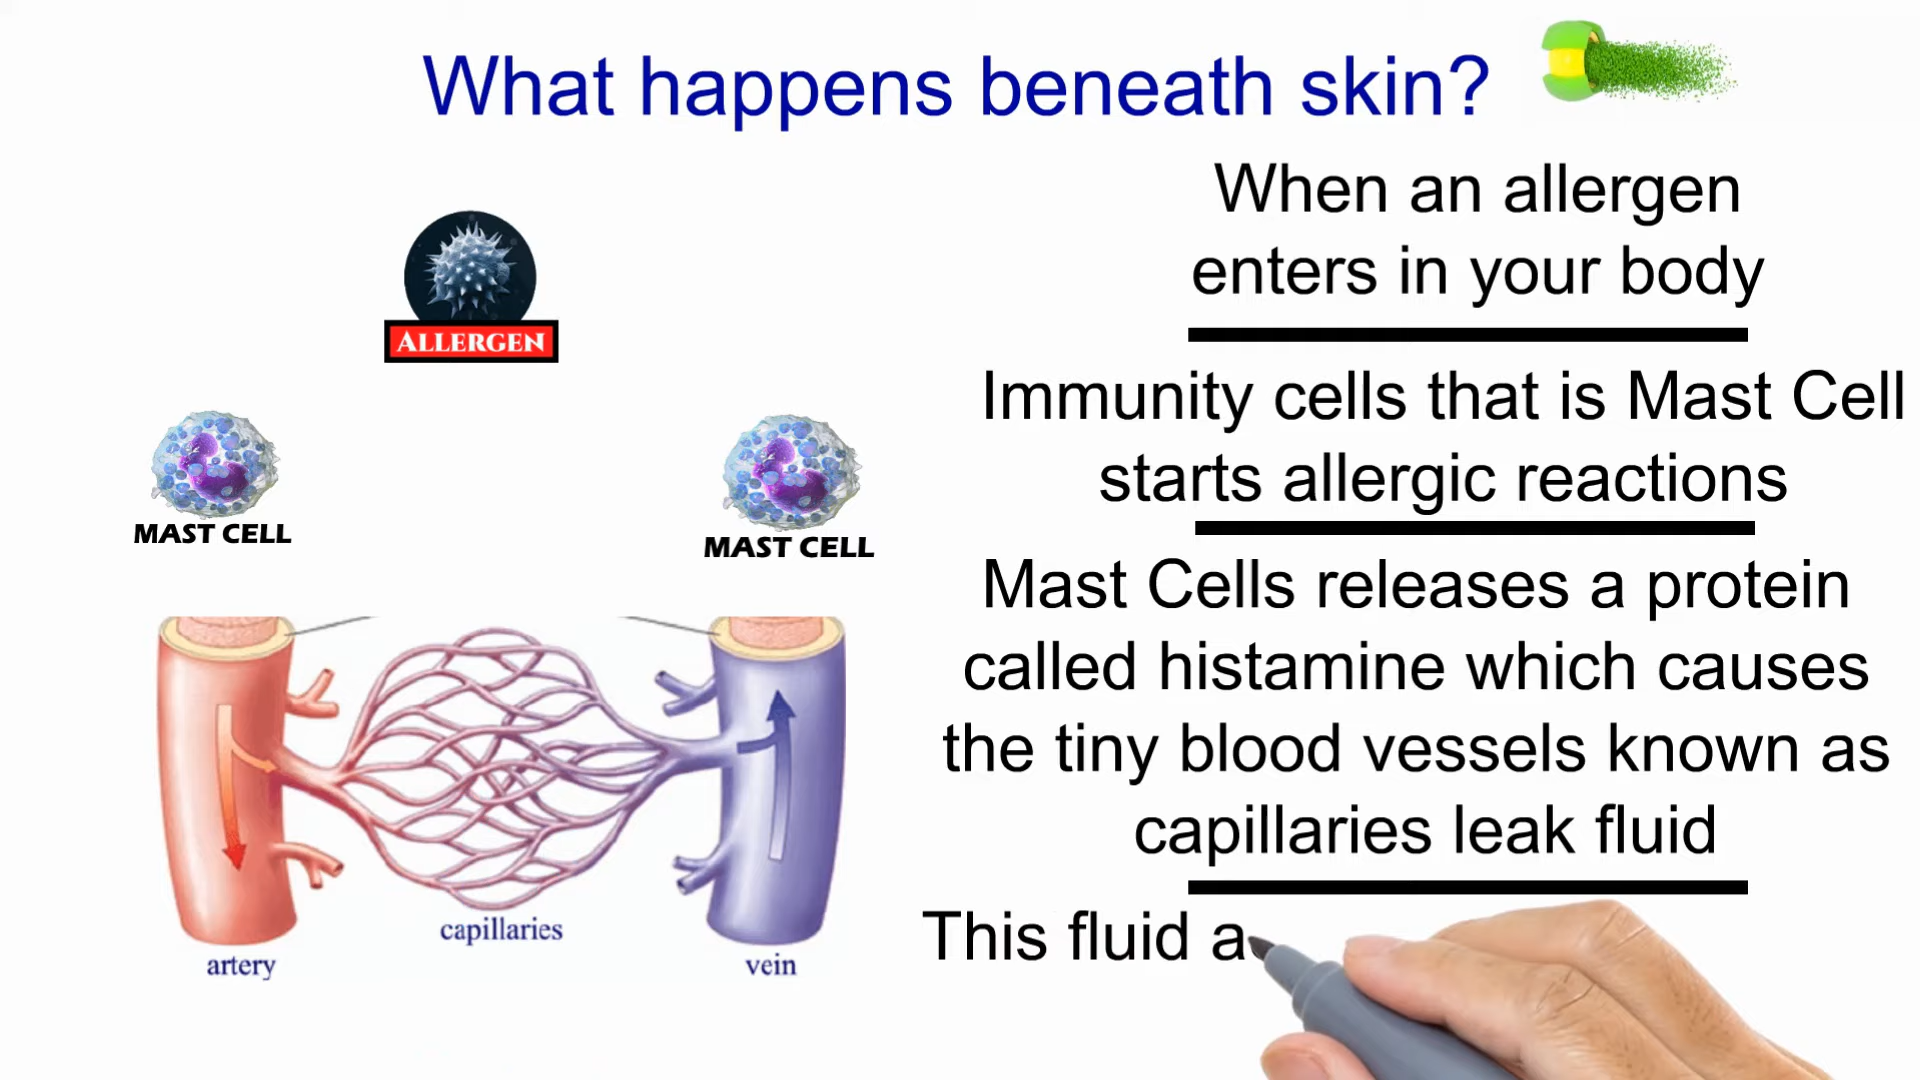 What happens beneath skin?
When an allergen
enters in your body
ALLERGEN
Immunity cells that is Mast Cell
starts allergic reactions
MAST CELL
MAST CELL
Mast Cells releases a protein
called histamine which causes
the tiny blood vessels known as
capillaries leak fluid
This fluid a
capillaries
artery
vein